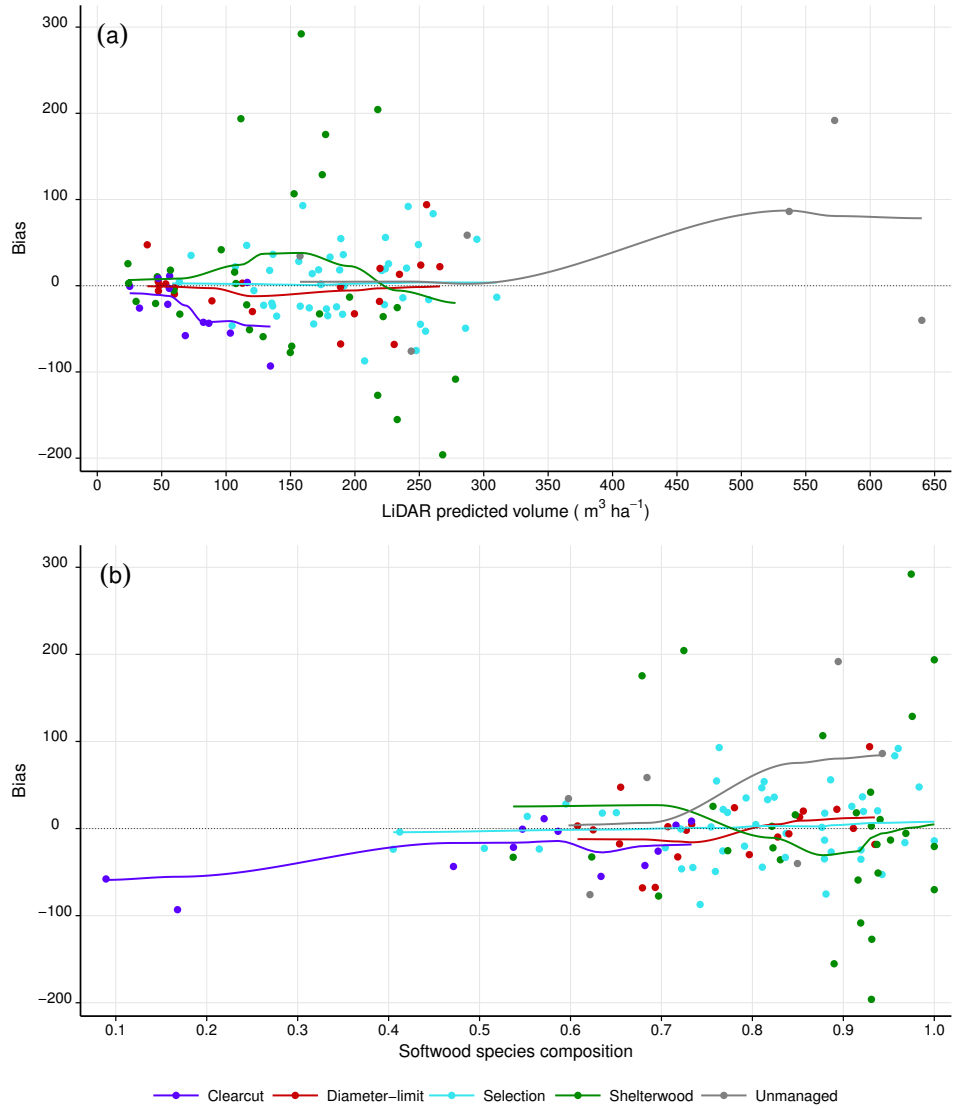 (a)
300
200
100
0
−100
−200
Bias
0 50 100 150 200 250 300 350 400 450 500 550 600 650
LiDAR predicted volume ( m³ ha⁻¹)
(b)
300
200
100
0
−100
−200
Bias
0.1 0.2 0.3 0.4 0.5 0.6 0.7 0.8 0.9 1.0
Softwood species composition
Clearcut Diameter−limit Selection Shelterwood Unmanaged